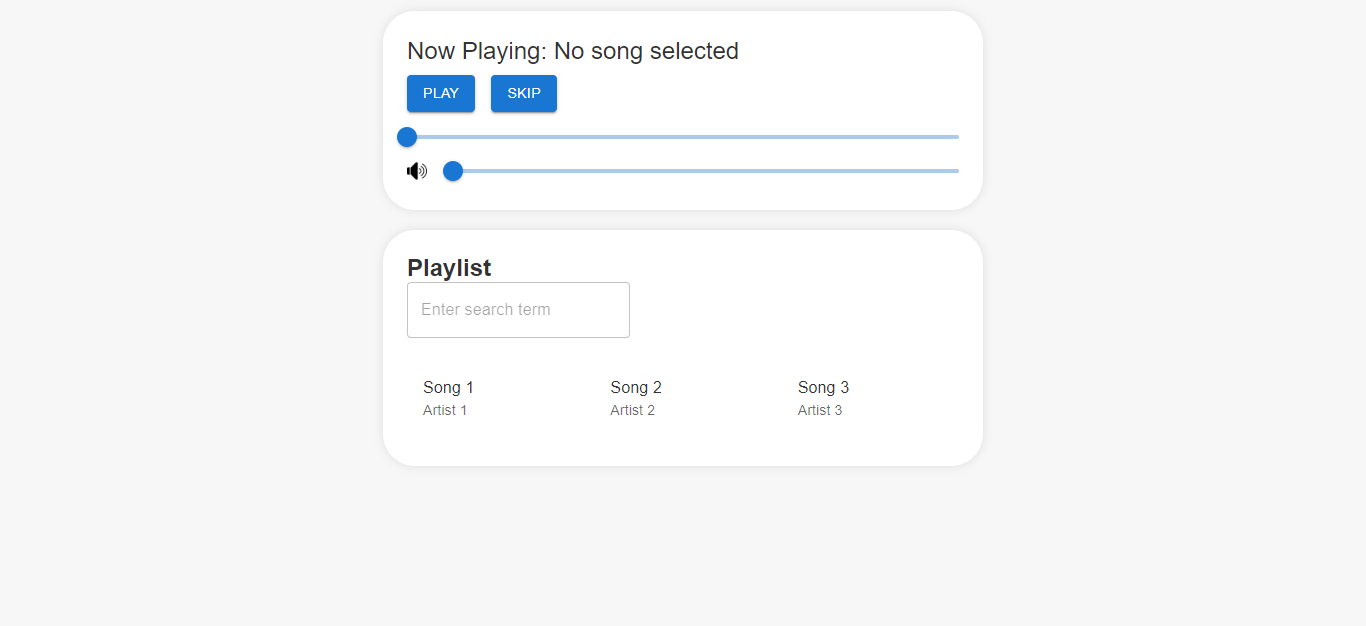 Now Playing: No song selected
PLAY SKIP
Playlist
Enter search term
Song 1 Song 2 Song 3
Artist 1 Artist 2 Artist 3